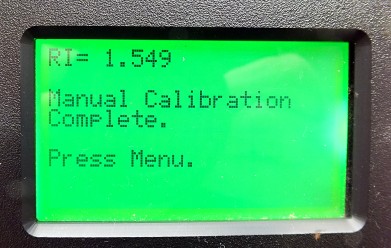 RI= 1.549
Manual Calibration
Complete.
Press Menu.